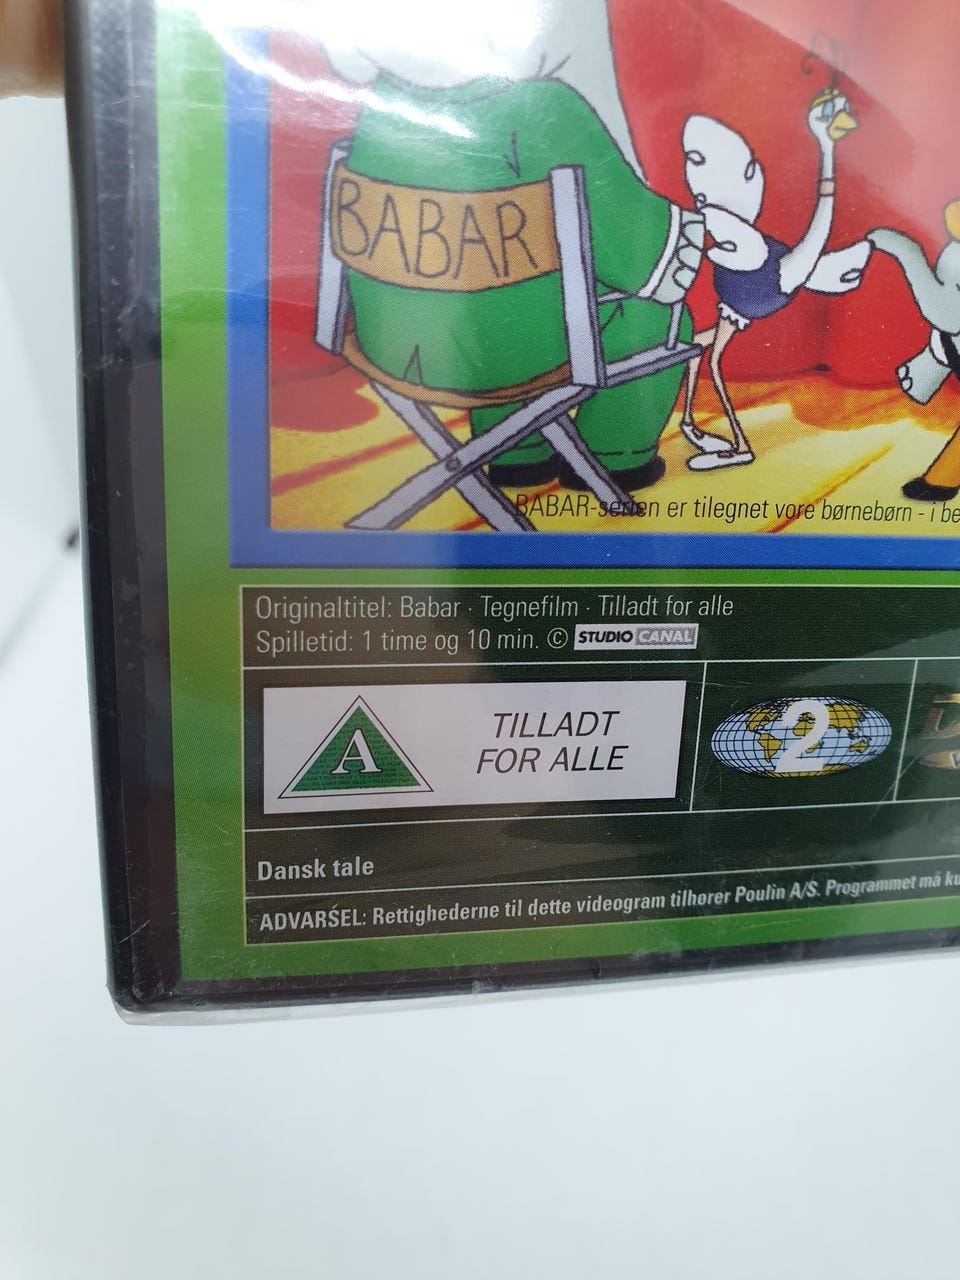 BABAR
BABAR-serien er tilegnet vore børnebørn - i
Originaltitel: Babar · Tegnefilm · Tilladt for alle
Spilletid: 1 time og 10 min. © STUDIO CANAL
A TILLADT
FOR ALLE
2
Dansk tale
ADVARSEL: Rettighederne til dette videogram tilhører Poulin A/S. Programmet må